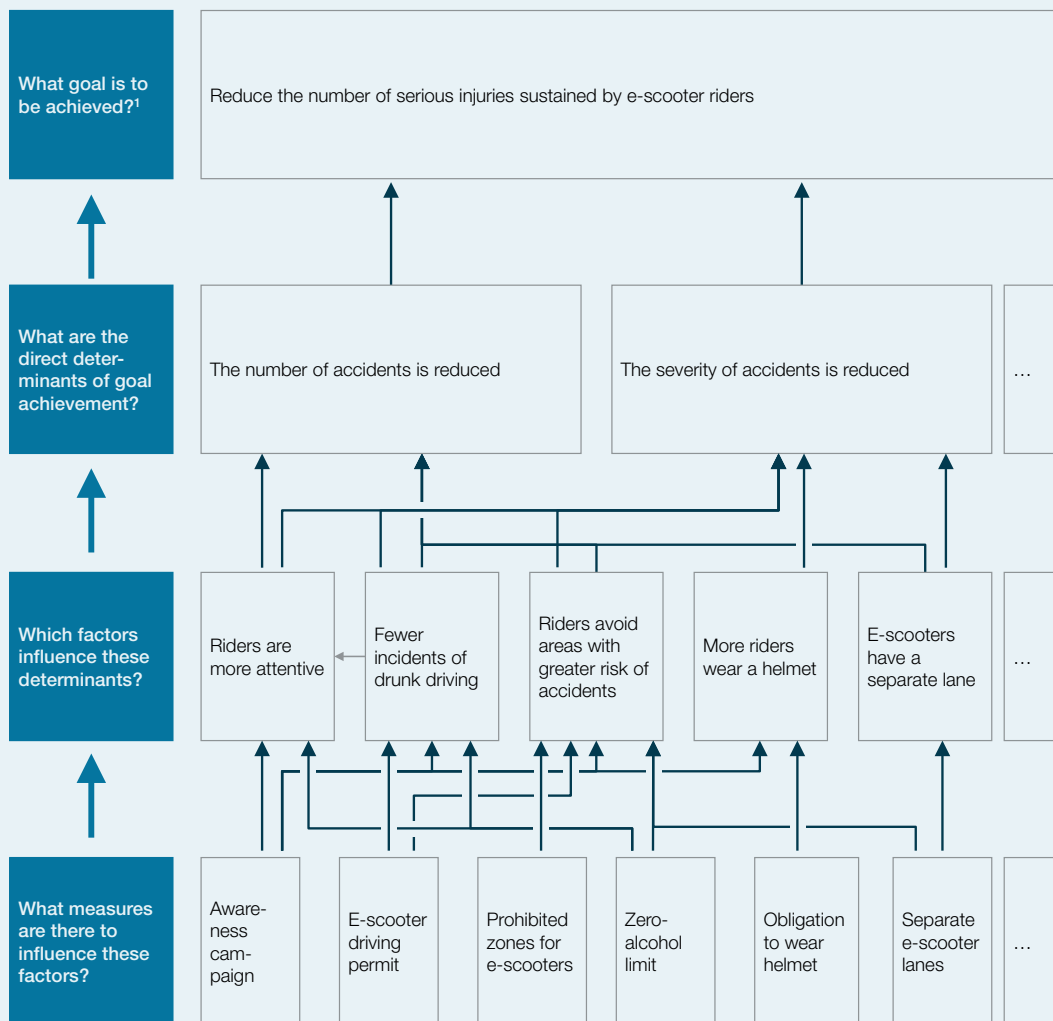 What goal is to
be achieved?¹
Reduce the number of serious injuries sustained by e-scooter riders
What are the
direct deter-
minants of goal
achievement?
The number of accidents is reduced
The severity of accidents is reduced
...
Which factors
influence these
determinants?
Riders are
more attentive
Fewer
incidents of
drunk driving
Riders avoid
areas with
greater risk of
accidents
More riders
wear a helmet
E-scooters
have a
separate lane
...
What measures
are there to
influence these
factors?
Aware-
ness
cam-
paign
E-scooter
driving
permit
Prohibited
zones for
e-scooters
Zero-
alcohol
limit
Obligation
to wear
helmet
Separate
e-scooter
lanes
...